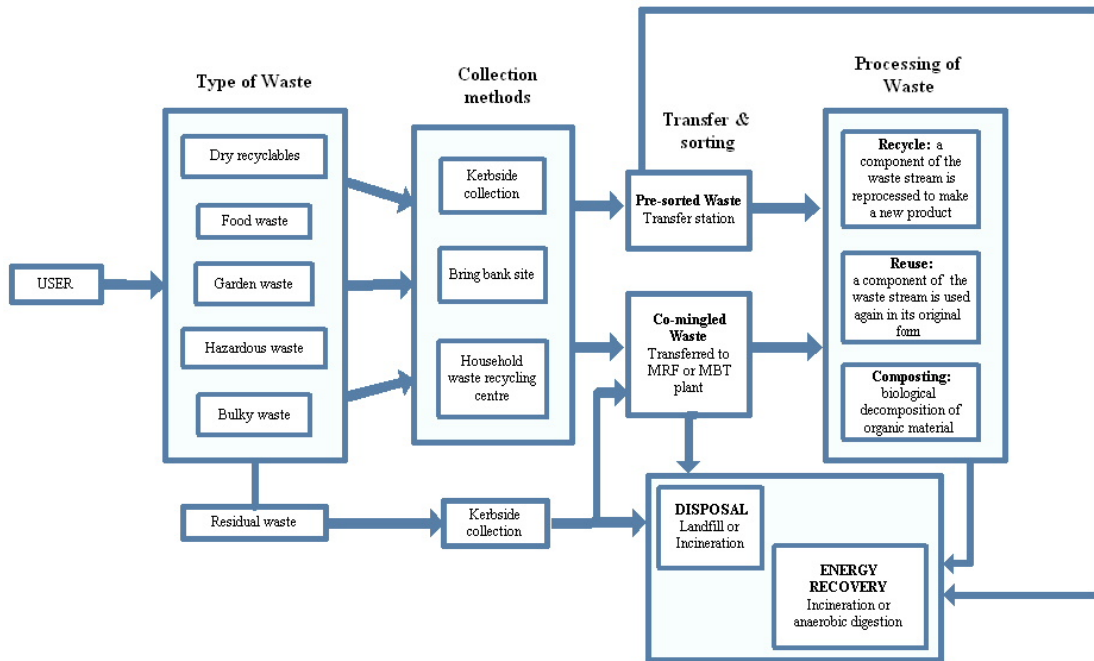 Type of Waste
Collection
methods
Transfer &
sorting
Processing of
Waste
USER
Dry recyclables
Food waste
Garden waste
Hazardous waste
Bulky waste
Residual waste
Kerbside
collection
Bring bank site
Household
waste recycling
centre
Kerbside
collection
Pre-sorted Waste
Transfer station
Co-mingled
Waste
Transferred to
MRF or MBT
plant
Recycle: a
component of the
waste stream is
reprocessed to make
a new product
Reuse:
a component of the
waste stream is used
again in its original
form
Composting:
biological
decomposition of
organic material
DISPOSAL
Landfill or
Incineration
ENERGY
RECOVERY
Incineration or
anaerobic digestion